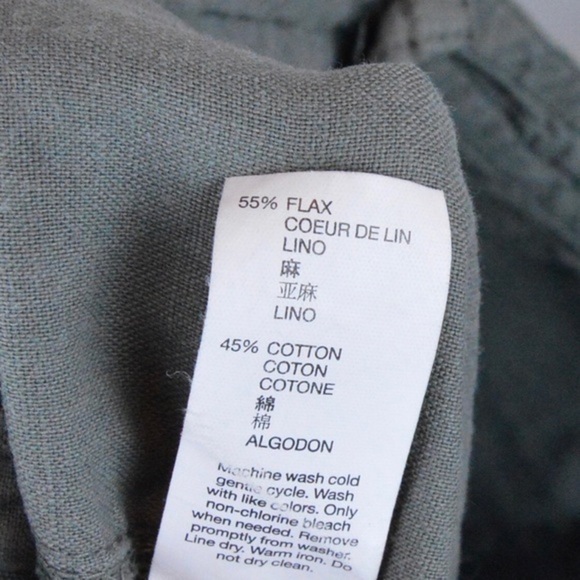 55% FLAX
COEUR DE LIN
LINO
麻
亚麻
LINO
45% COTTON
COTON
COTONE
綿
棉
ALGODON
Machine wash cold
gentle cycle. Wash
with like colors. Only
non-chlorine bleach
when needed. Remove
promptly from washer.
Line dry. Warm iron. Do
not dry clean.